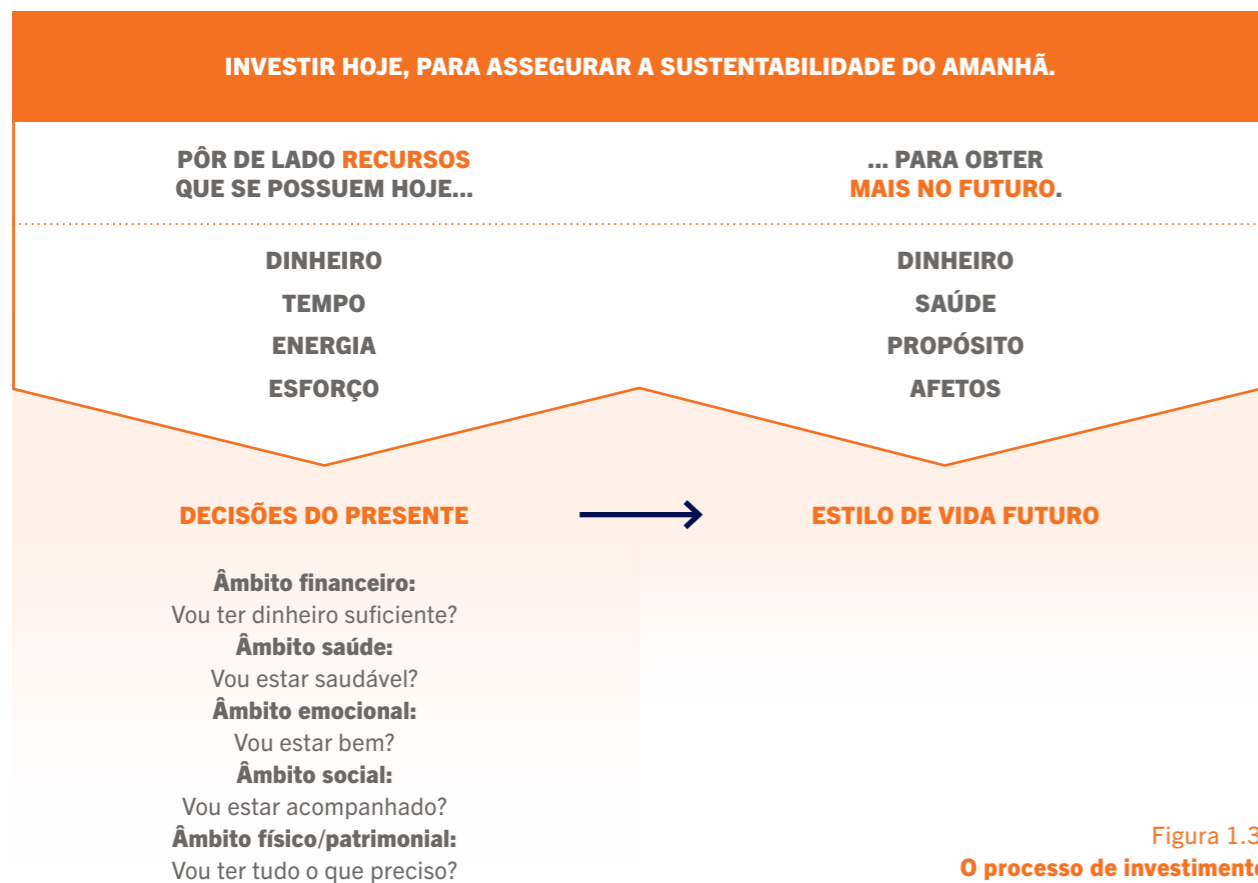 INVESTIR HOJE, PARA ASSEGURAR A SUSTENTABILIDADE DO AMANHÃ.
PÔR DE LADO RECURSOS
QUE SE POSSUEM HOJE...
... PARA OBTER
MAIS NO FUTURO.
DINHEIRO
TEMPO
ENERGIA
ESFORÇO
DINHEIRO
SAÚDE
PROPÓSITO
AFETOS
DECISÕES DO PRESENTE
ESTILO DE VIDA FUTURO
Âmbito financeiro:
Vou ter dinheiro suficiente?
Âmbito saúde:
Vou estar saudável?
Âmbito emocional:
Vou estar bem?
Âmbito social:
Vou estar acompanhado?
Âmbito físico/patrimonial:
Vou ter tudo o que preciso?
Figura 1.3
O processo de investimento